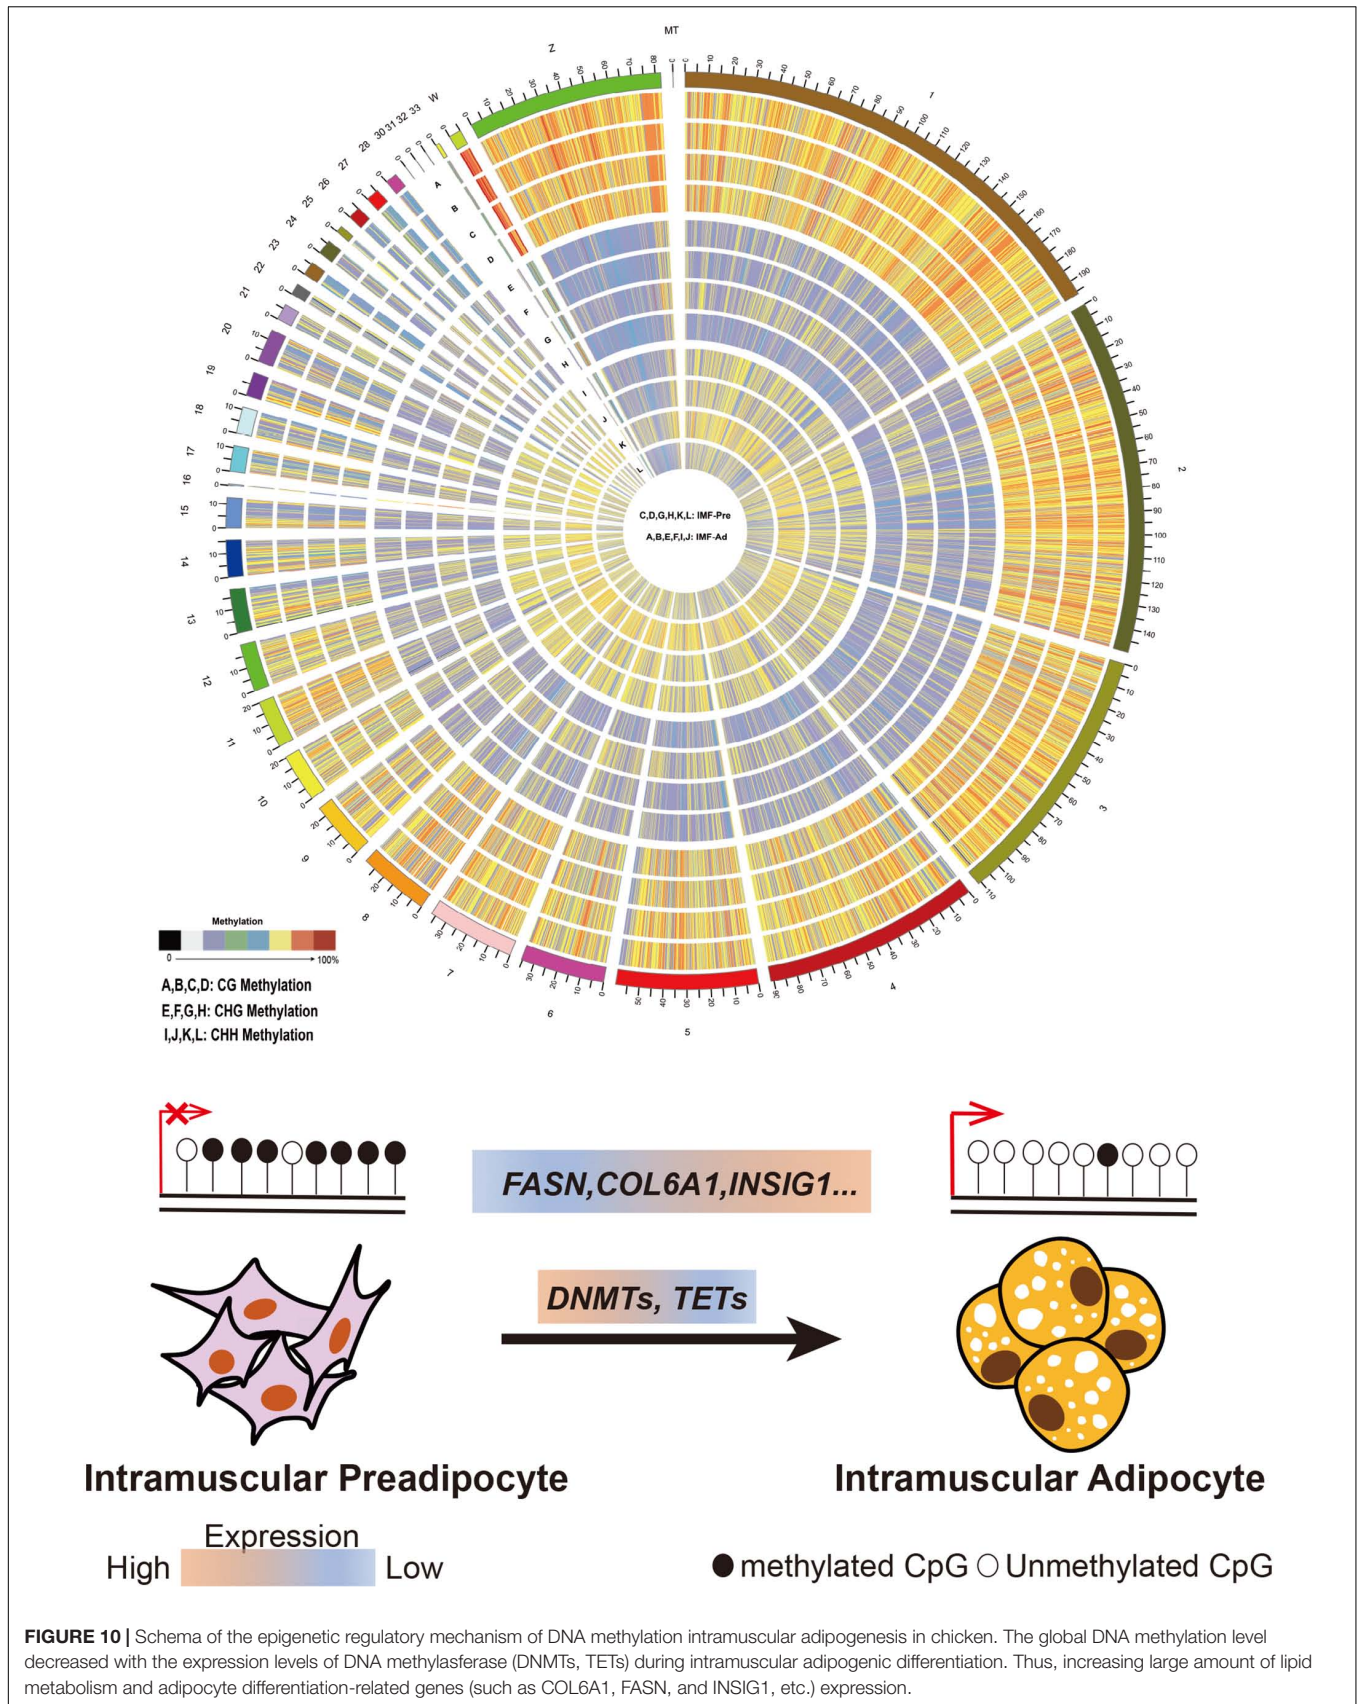 MT
Z
W
33
32
31
30
28
27
26
25
24
23
22
21
20
19
18
17
16
15
14
13
12
11
10
9
8
7
6
5
4
3
2
1
A
B
C
D
E
F
G
H
I
J
K
L
C,D,G,H,K,L: IMF-Pre
A,B,E,F,I,J: IMF-Ad
Methylation
0 100%
A,B,C,D: CG Methylation
E,F,G,H: CHG Methylation
I,J,K,L: CHH Methylation
FASN,COL6A1,INSIG1...
DNMTs, TETs
Intramuscular Preadipocyte
Intramuscular Adipocyte
Expression
High Low
methylated CpG Unmethylated CpG
FIGURE 10 | Schema of the epigenetic regulatory mechanism of DNA methylation intramuscular adipogenesis in chicken. The global DNA methylation level
decreased with the expression levels of DNA methylasferase (DNMTs, TETs) during intramuscular adipogenic differentiation. Thus, increasing large amount of lipid
metabolism and adipocyte differentiation-related genes (such as COL6A1, FASN, and INSIG1, etc.) expression.